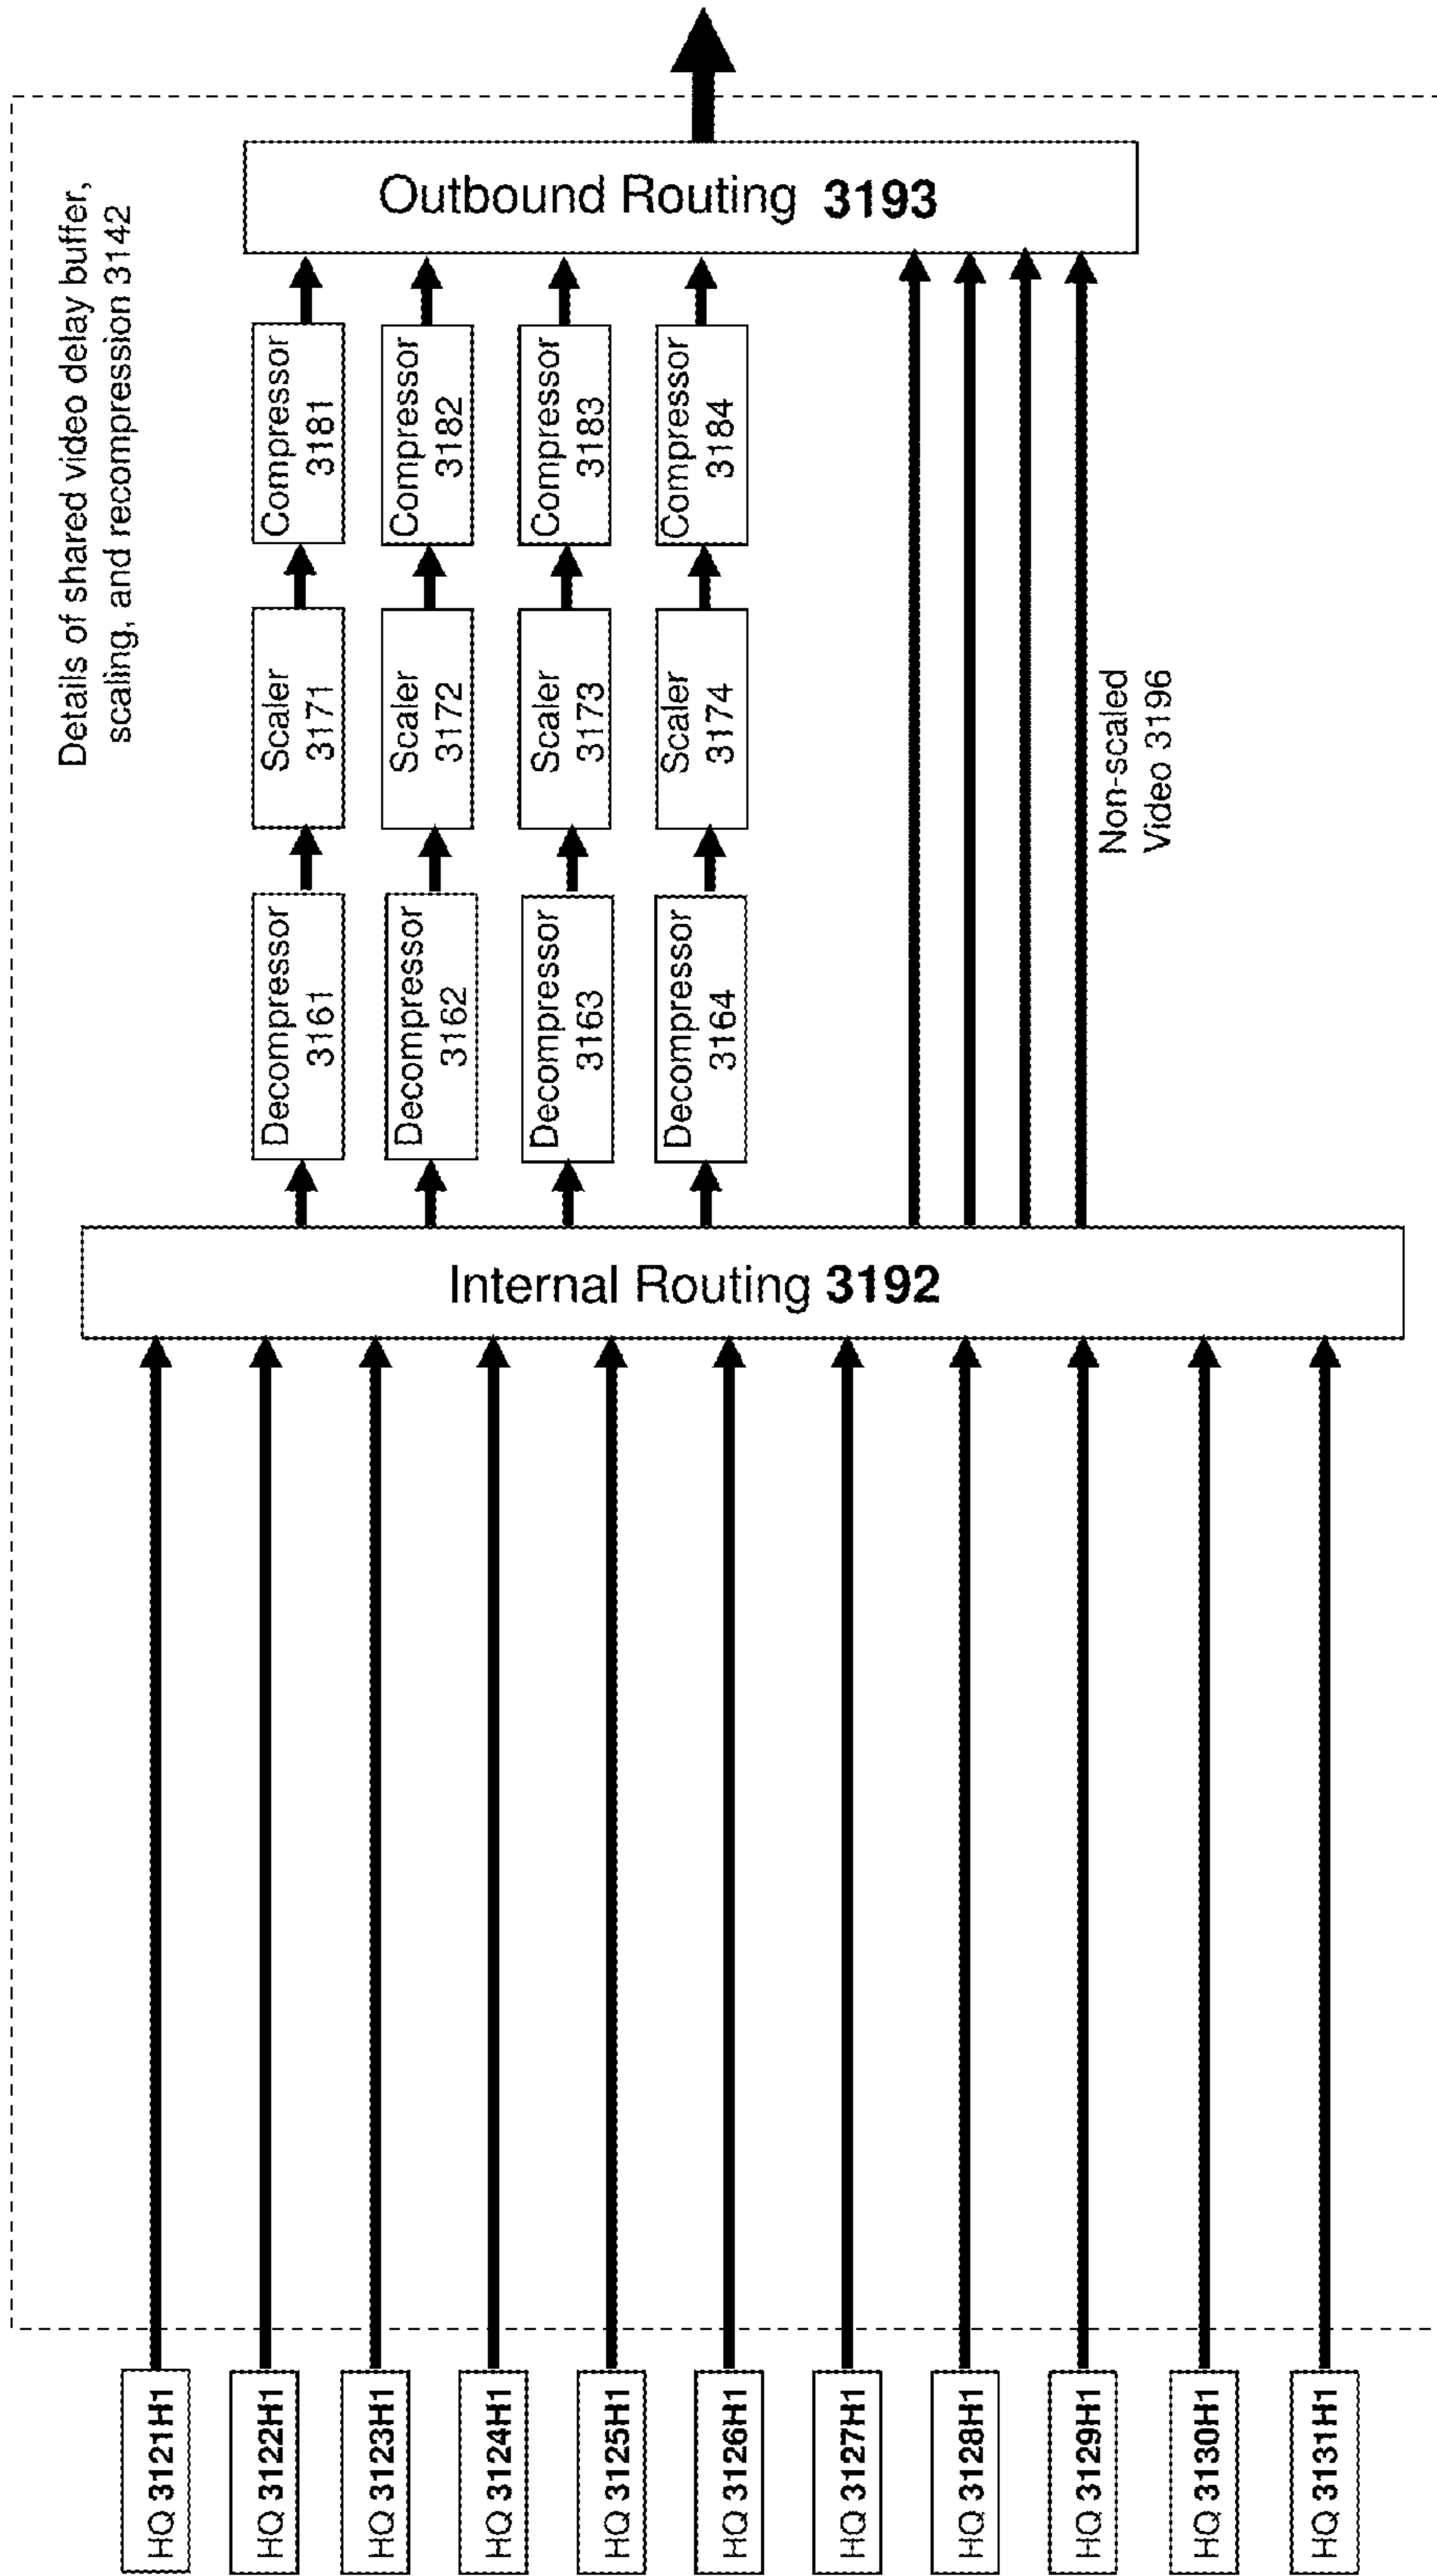 Details of shared video delay buffer,
scaling, and recompression 3142
Outbound Routing 3193
Compressor
3181
Compressor
3182
Compressor
3183
Compressor
3184
Scaler
3171
Scaler
3172
Scaler
3173
Scaler
3174
Non-scaled
Video 3196
Decompressor
3161
Decompressor
3162
Decompressor
3163
Decompressor
3164
Internal Routing 3192
HQ 3121H1
HQ 3122H1
HQ 3123H1
HQ 3124H1
HQ 3125H1
HQ 3126H1
HQ 3127H1
HQ 3128H1
HQ 3129H1
HQ 3130H1
HQ 3131H1